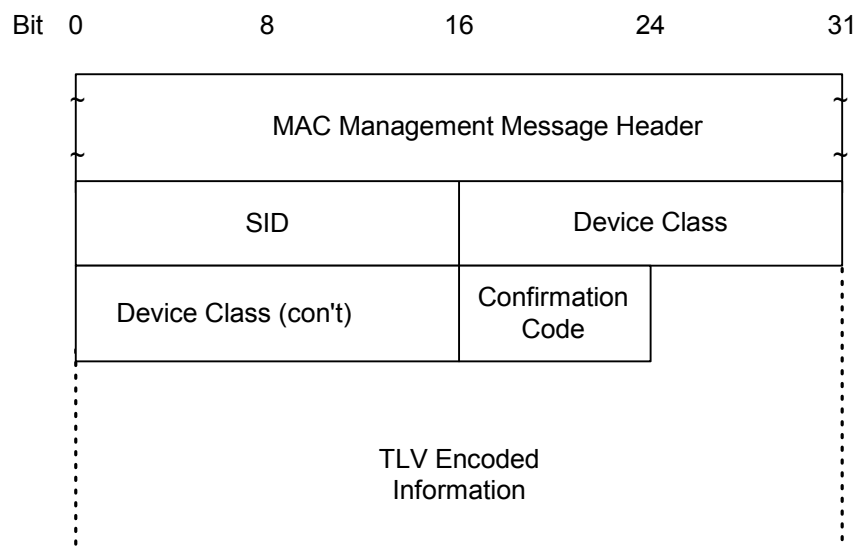 Bit 0 8 16 24 31
MAC Management Message Header
SID Device Class
Device Class (con't) Confirmation
Code
TLV Encoded
Information